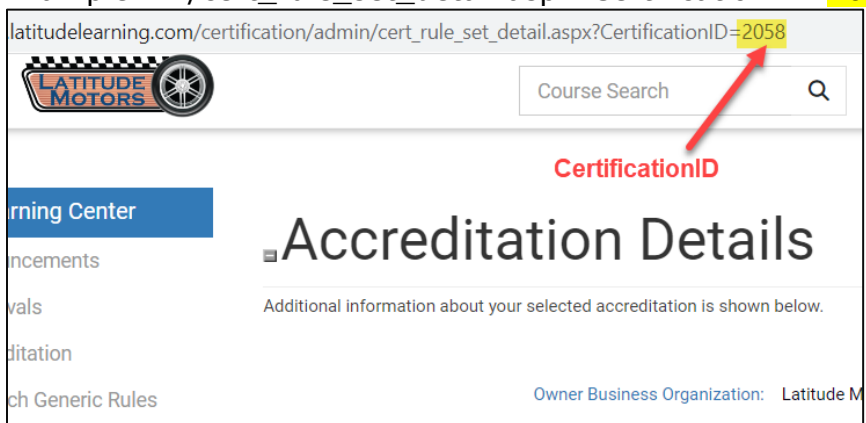 .latitudelearning.com/certification/admin/cert_rule_set_detail.aspx?CertificationID=2058
LATITUDE
MOTORS
Course Search
CertificationID
rning Center
Accreditation Details
uncements
vals
Additional information about your selected accreditation is shown below.
ditation
ch Generic Rules
Owner Business Organization: Latitude M